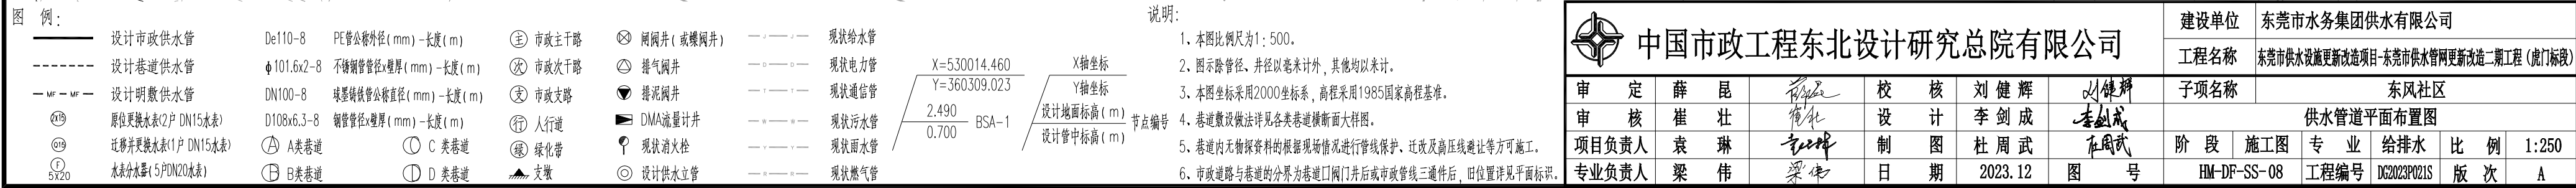 图 例:
设计市政供水管 De110-8 PE管公称外径(mm)-长度(m) 主 市政主干路 闸阀井(或蝶阀井) J J 现状给水管
设计巷道供水管 ϕ101.6x2-8 不锈钢管管径x壁厚(mm)-长度(m) 次 市政次干路 排气阀井 D D 现状电力管
MF MF 设计明敷供水管 DN100-8 球墨铸铁管公称直径(mm)-长度(m) 支 市政支路 排泥阀井 T T 现状通信管
2x15 原位更换水表(2户 DN15水表) D108x6.3-8 钢管管径x壁厚(mm)-长度(m) 行 人行道 DMA流量计井 W W 现状污水管
Q15 迁移并更换水表(1户 DN15水表) A A类巷道 C C 类巷道 绿 绿化带 现状消火栓 Y Y 现状雨水管
F 5X20 水表分水器(5户DN20水表) B B类巷道 D D 类巷道 支墩 设计供水立管 现状燃气管
X=530014.460
Y=360309.023
2.490
0.700
BSA-1
X轴坐标
Y轴坐标
设计地面标高(m)
设计管中标高(m)
节点编号
说明:
1、本图比例尺为1:500。
2、图示除管径、井径以毫米计外,其他均以米计。
3、本图坐标采用2000坐标系,高程采用1985国家高程基准。
4、巷道敷设做法详见各类巷道横断面大样图。
5、巷道内无物探资料的根据现场情况进行管线保护、迁改及高压线避让等方可施工。
6、市政道路与巷道的分界为巷道口阀门井后或市政管线三通件后,旧位置详见平面标识。
中国市政工程东北设计研究总院有限公司
建设单位 东莞市水务集团供水有限公司
工程名称 东莞市供水设施更新改造项目-东莞市供水管网更新改造二期工程(虎门标段)
审 定 薛 昆 校 核 刘健辉 刘健辉 子项名称 东风社区
审 核 崔 壮 崔壮 设 计 李剑成 李剑成 供水管道平面布置图
项目负责人 袁 琳 制 图 杜周武 杜周武 阶 段 施工图 专 业 给排水 比 例 1:250
专业负责人 梁 伟 梁伟 日 期 2023.12 图 号 HM-DF-SS-08 工程编号 DG2023P021S 版 次 A